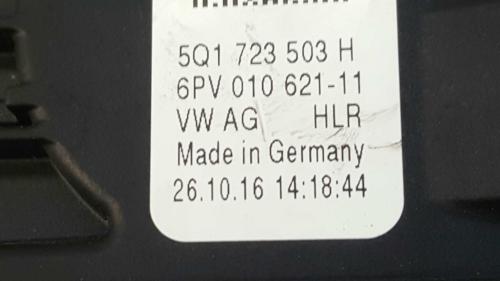 5Q1 723 503 H
6PV 010 621-11
VW AG HLR
Made in Germany
26.10.16 14:18:44